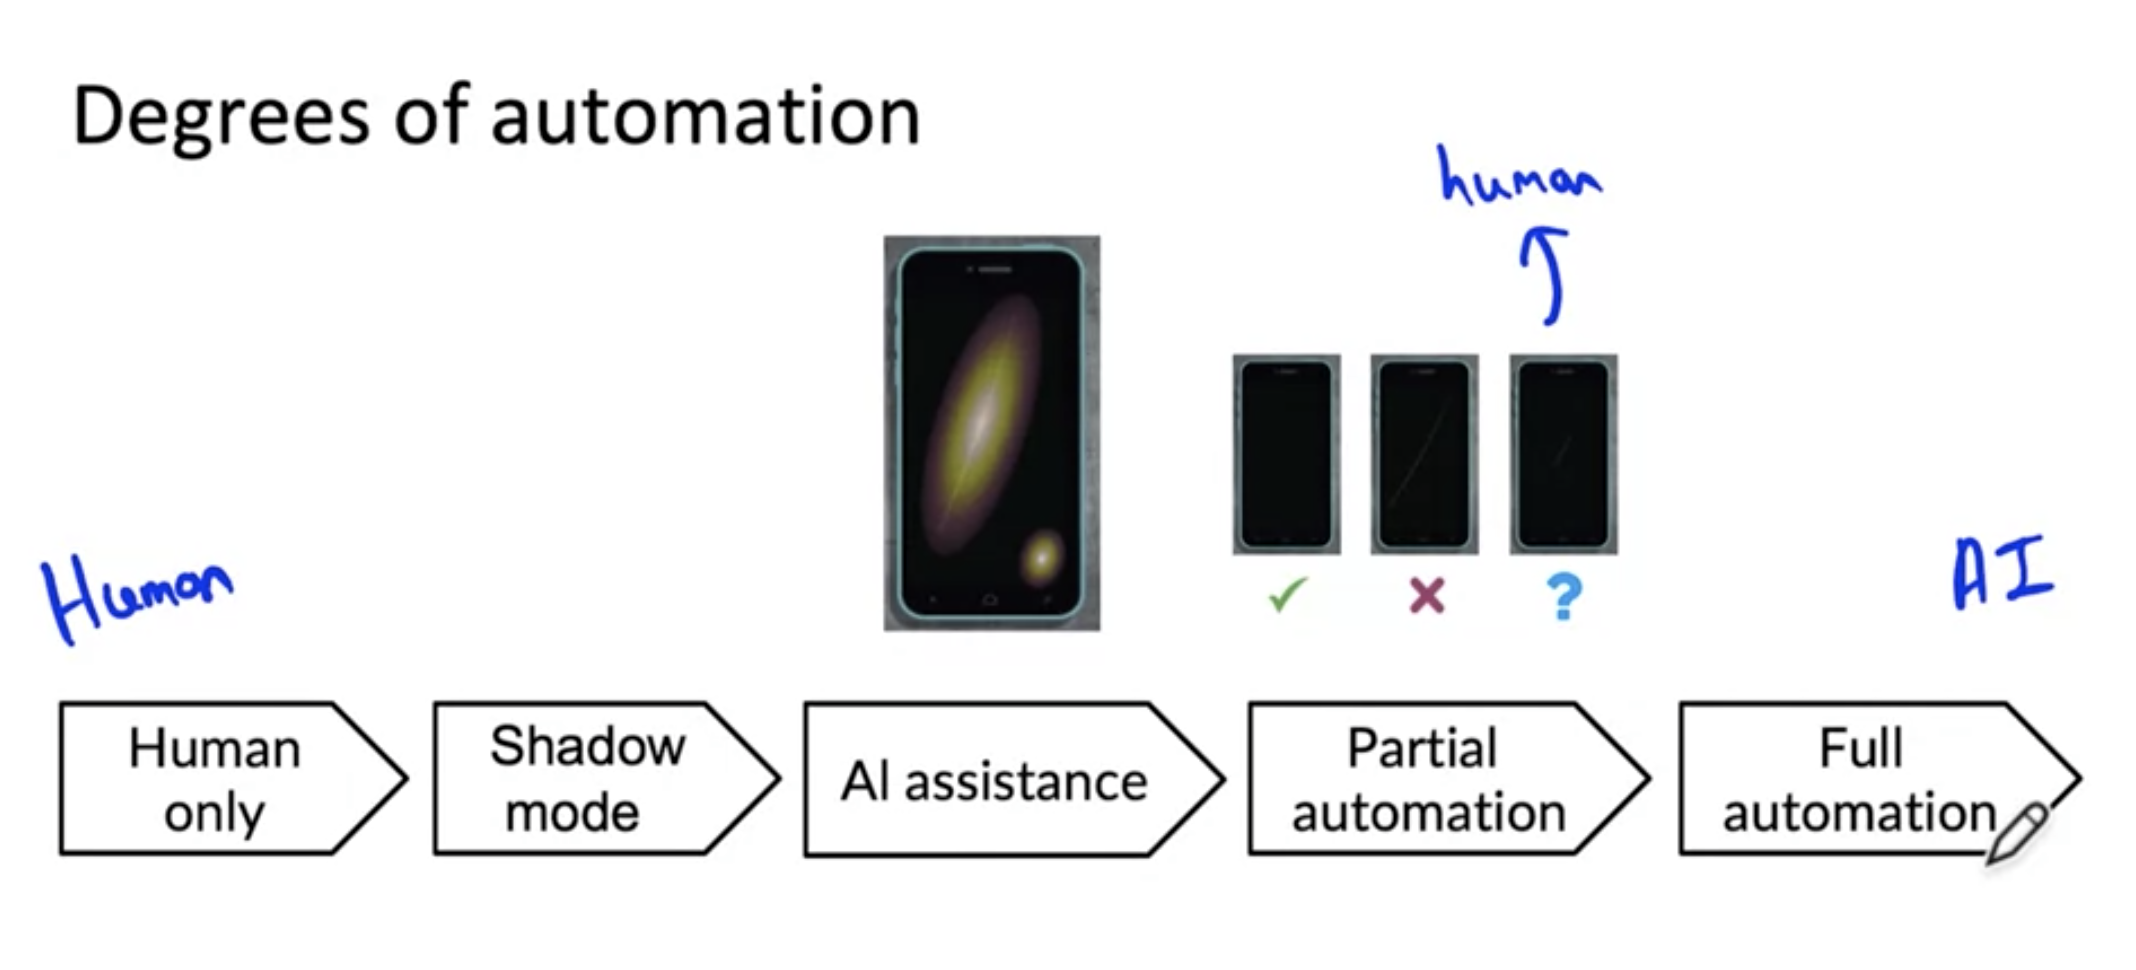 Degrees of automation
human
✓ ✗ ?
Human
AI
Human
only
Shadow
mode
AI assistance
Partial
automation
Full
automation